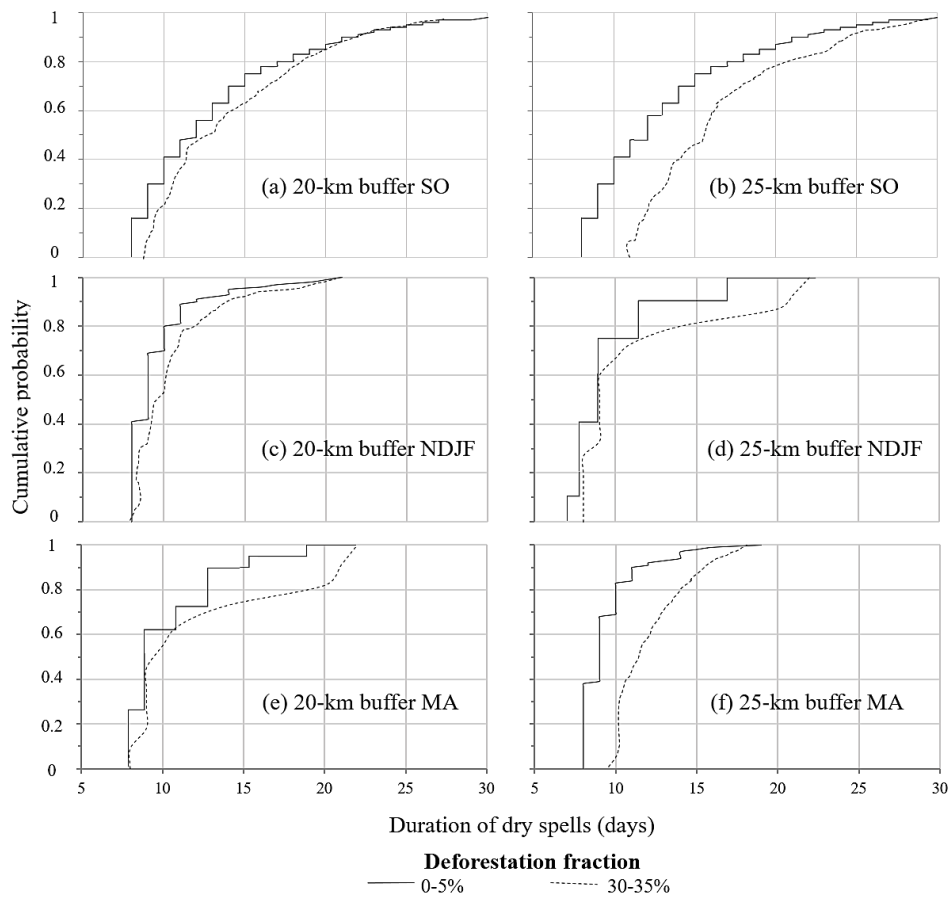 1
0.8
0.6
0.4
0.2
0
(a) 20-km buffer SO
(b) 25-km buffer SO
1
0.8
0.6
0.4
0.2
0
(c) 20-km buffer NDJF
(d) 25-km buffer NDJF
1
0.8
0.6
0.4
0.2
0
(e) 20-km buffer MA
(f) 25-km buffer MA
Cumulative probability
5 10 15 20 25 30
5 10 15 20 25 30
Duration of dry spells (days)
Deforestation fraction
0-5% 30-35%